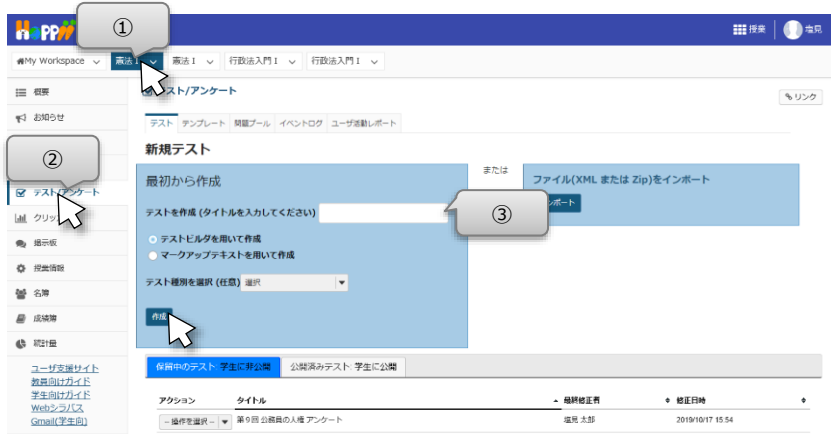 Hoppii
①
授業
塩見
My Workspace
憲法 I
憲法 I
行政法入門 I
行政法入門 I
概要
お知らせ
②
テスト/アンケート
クリッ
掲示板
授業情報
名簿
成績簿
統計量
ユーザ支援サイト
教員向けガイド
学生向けガイド
Webシラバス
Gmail(学生向)
テスト/アンケート
リンク
テスト
テンプレート
問題プール
イベントログ
ユーザ活動レポート
新規テスト
最初から作成
テストを作成 (タイトルを入力してください)
③
テストビルダを用いて作成
マークアップテキストを用いて作成
テスト種別を選択 (任意) 選択
作成
または
ファイル(XML または Zip)をインポート
ンポート
保留中のテスト: 学生に非公開
公開済みテスト: 学生に公開
アクション タイトル 最終修正者 修正日時
-- 操作を選択 -- 第9回 公務員の人権 アンケート 塩見 太郎 2019/10/17 15:54